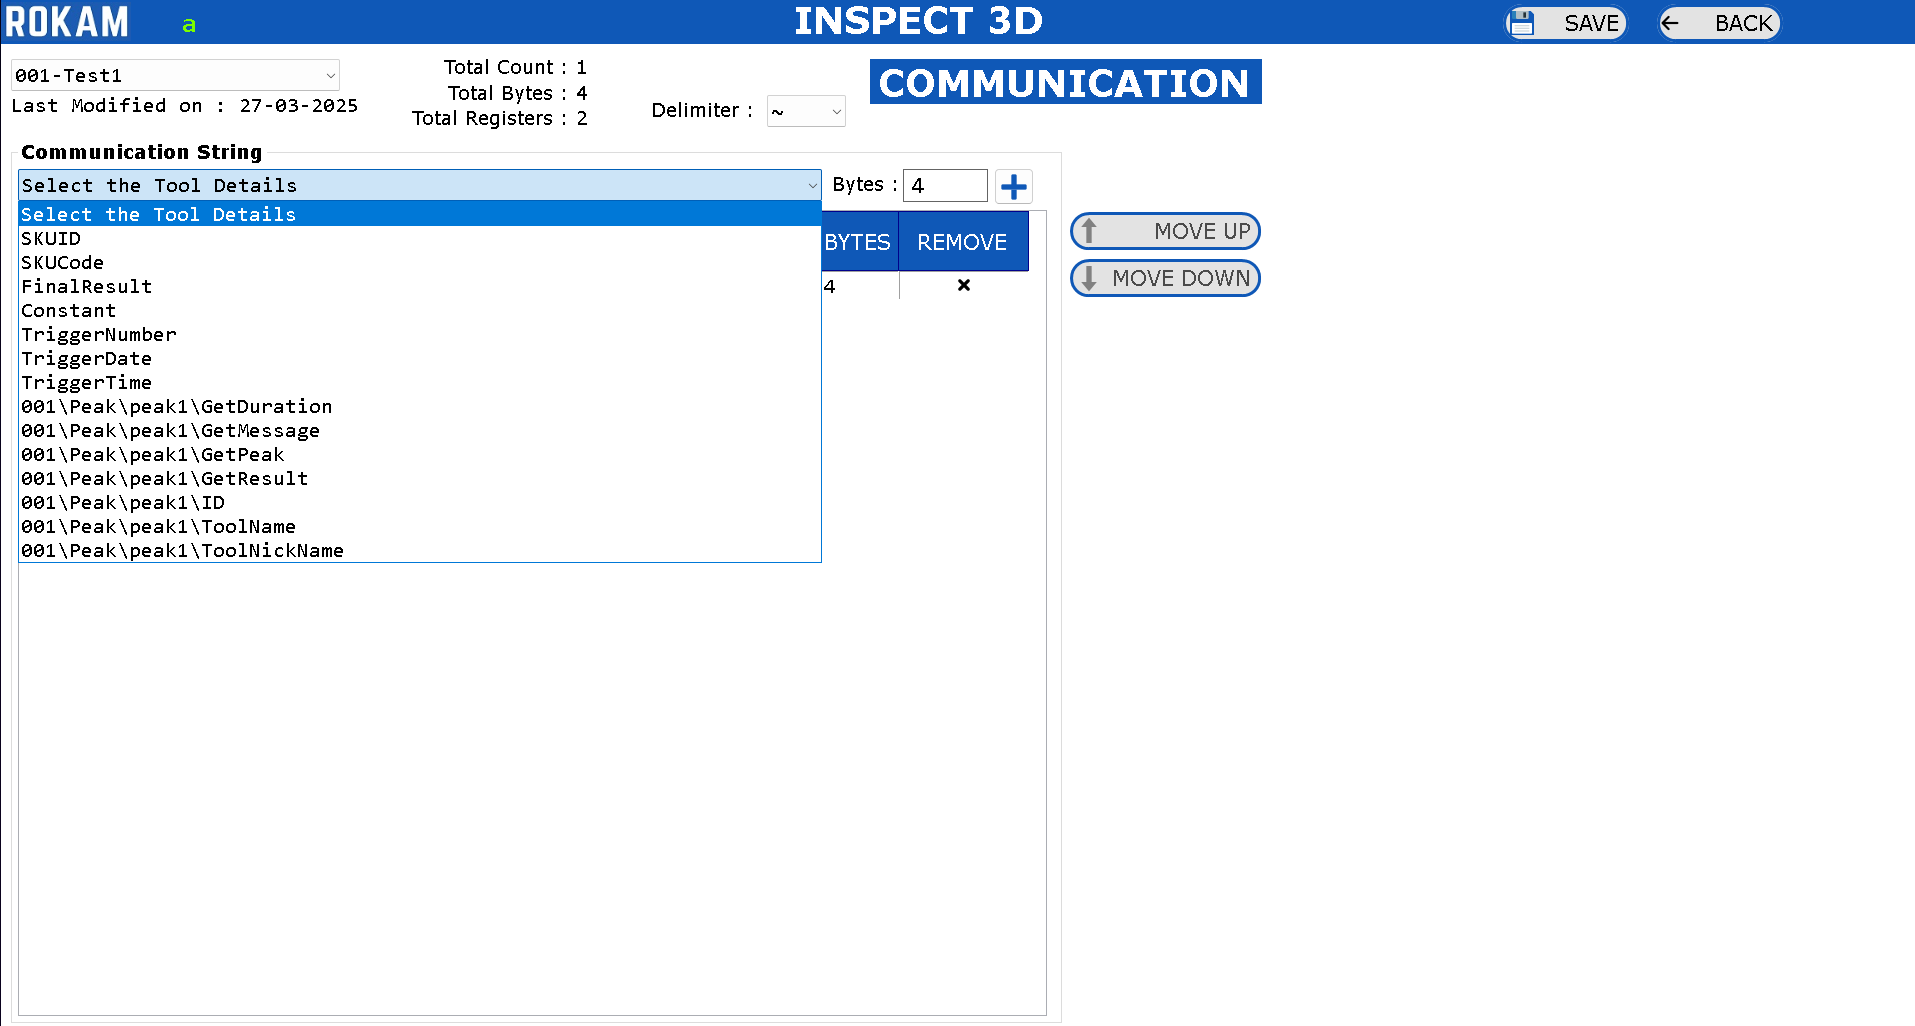 ROKAM
a
INSPECT 3D
SAVE
BACK
001-Test1
Last Modified on : 27-03-2025
Total Count : 1
Total Bytes : 4
Total Registers : 2
Delimiter : ~
COMMUNICATION
Communication String
Select the Tool Details
Bytes : 4
Select the Tool Details
SKUID
SKUCode
FinalResult
Constant
TriggerNumber
TriggerDate
TriggerTime
001\Peak\peak1\GetDuration
001\Peak\peak1\GetMessage
001\Peak\peak1\GetPeak
001\Peak\peak1\GetResult
001\Peak\peak1\ID
001\Peak\peak1\ToolName
001\Peak\peak1\ToolNickName
BYTES
REMOVE
4
MOVE UP
MOVE DOWN